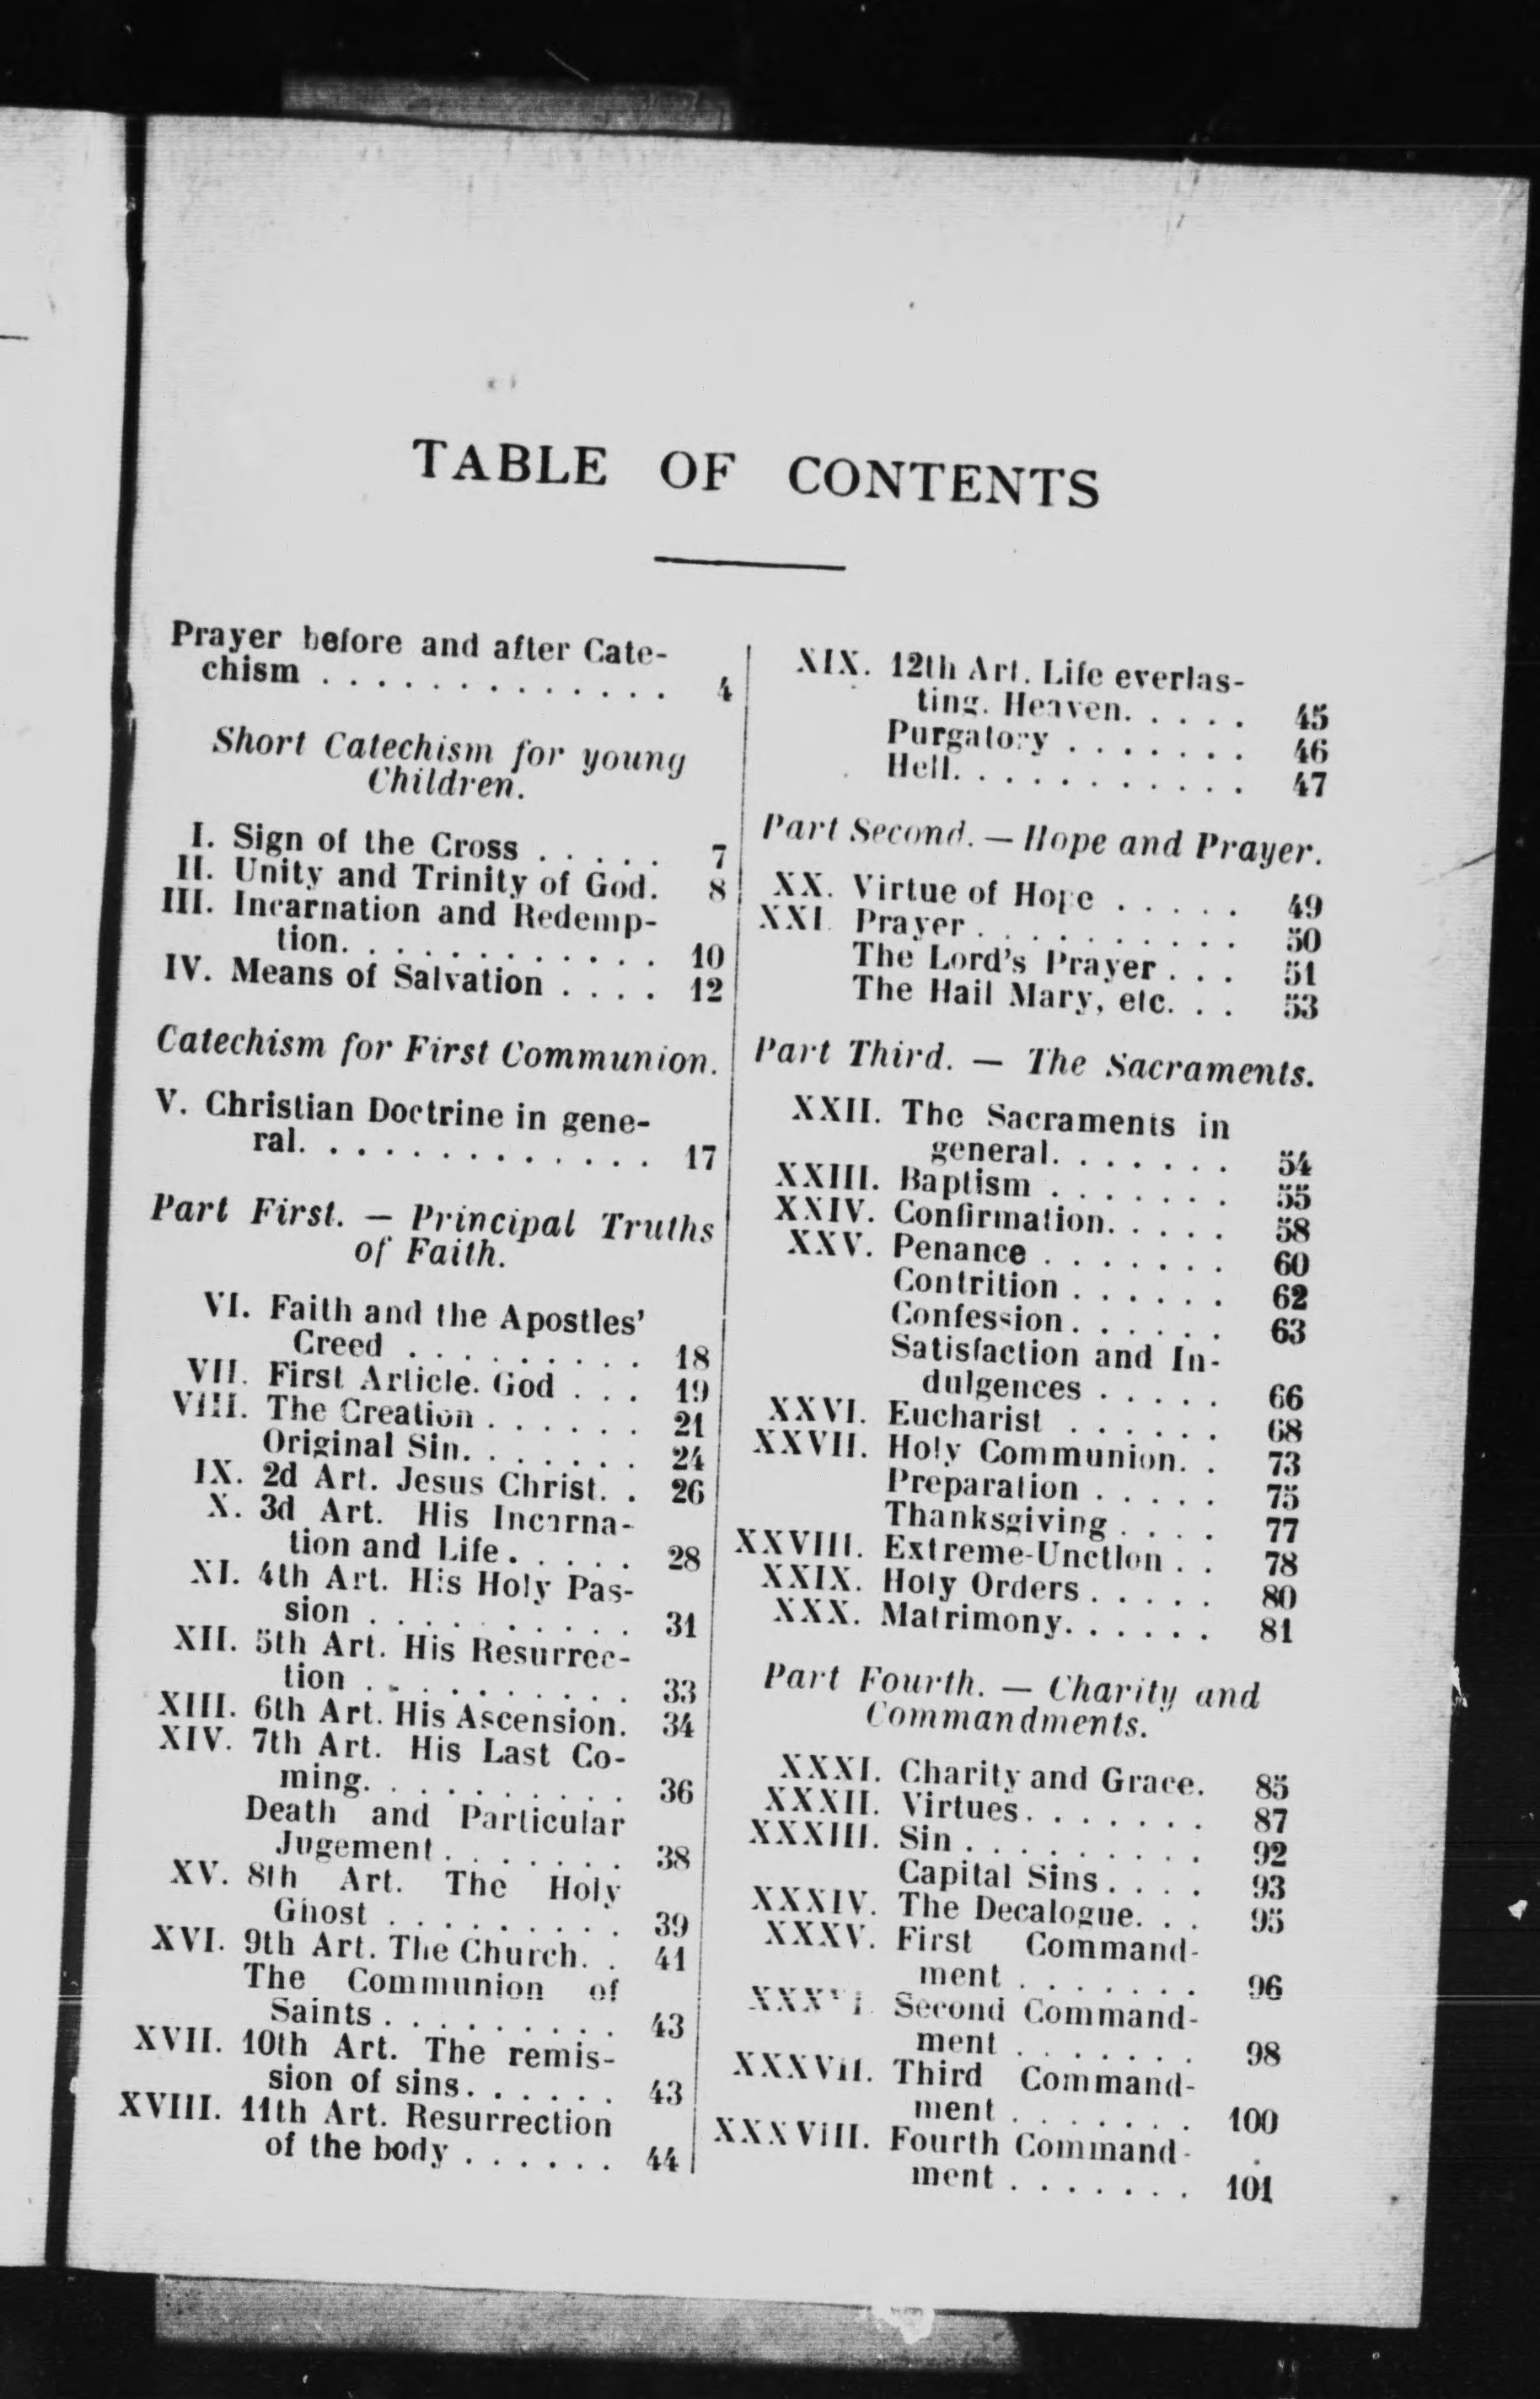 TABLE OF CONTENTS
Prayer before and after Cate-
chism . . . . . . . . . . . . . 4
Short Catechism for young
Children.
I. Sign of the Cross . . . . . 7
II. Unity and Trinity of God. 8
III. Incarnation and Redemp-
tion. . . . . . . . . . . . 10
IV. Means of Salvation . . . . 12
Catechism for First Communion.
V. Christian Doctrine in gene-
ral. . . . . . . . . . . . . 17
Part First. — Principal Truths
of Faith.
VI. Faith and the Apostles'
Creed . . . . . . . . . 18
VII. First Article. God . . . 19
VIII. The Creation . . . . . . 21
Original Sin. . . . . . . 24
IX. 2d Art. Jesus Christ. . 26
X. 3d Art. His Incarna-
tion and Life . . . . . 28
XI. 4th Art. His Holy Pas-
sion . . . . . . . . . . 31
XII. 5th Art. His Resurrec-
tion . . . . . . . . . . 33
XIII. 6th Art. His Ascension. 34
XIV. 7th Art. His Last Co-
ming. . . . . . . . . . 36
Death and Particular
Jugement . . . . . . . 38
XV. 8th Art. The Holy
Ghost . . . . . . . . . 39
XVI. 9th Art. The Church. . 41
The Communion of
Saints . . . . . . . . . 43
XVII. 10th Art. The remis-
sion of sins. . . . . . 43
XVIII. 11th Art. Resurrection
of the body . . . . . . 44
XIX. 12th Art. Life everlas-
ting. Heaven. . . . . 45
Purgatory . . . . . . . 46
Hell. . . . . . . . . . . 47
Part Second. — Hope and Prayer.
XX. Virtue of Hope . . . . . 49
XXI. Prayer . . . . . . . . . . 50
The Lord's Prayer . . . 51
The Hail Mary, etc. . . 53
Part Third. — The Sacraments.
XXII. The Sacraments in
general. . . . . . . 54
XXIII. Baptism . . . . . . . 55
XXIV. Confirmation. . . . . 58
XXV. Penance . . . . . . . 60
Contrition . . . . . . 62
Confession . . . . . . 63
Satisfaction and In-
dulgences . . . . . 66
XXVI. Eucharist . . . . . . 68
XXVII. Holy Communion. . 73
Preparation . . . . . 75
Thanksgiving . . . . 77
XXVIII. Extreme-Unction . . 78
XXIX. Holy Orders . . . . . 80
XXX. Matrimony. . . . . . 81
Part Fourth. — Charity and
Commandments.
XXXI. Charity and Grace. 85
XXXII. Virtues. . . . . . . 87
XXXIII. Sin . . . . . . . . . 92
Capital Sins . . . . 93
XXXIV. The Decalogue. . . 95
XXXV. First Command-
ment . . . . . . . 96
XXXVI. Second Command-
ment . . . . . . . 98
XXXVII. Third Command-
ment . . . . . . . 100
XXXVIII. Fourth Command-
ment . . . . . . . 101